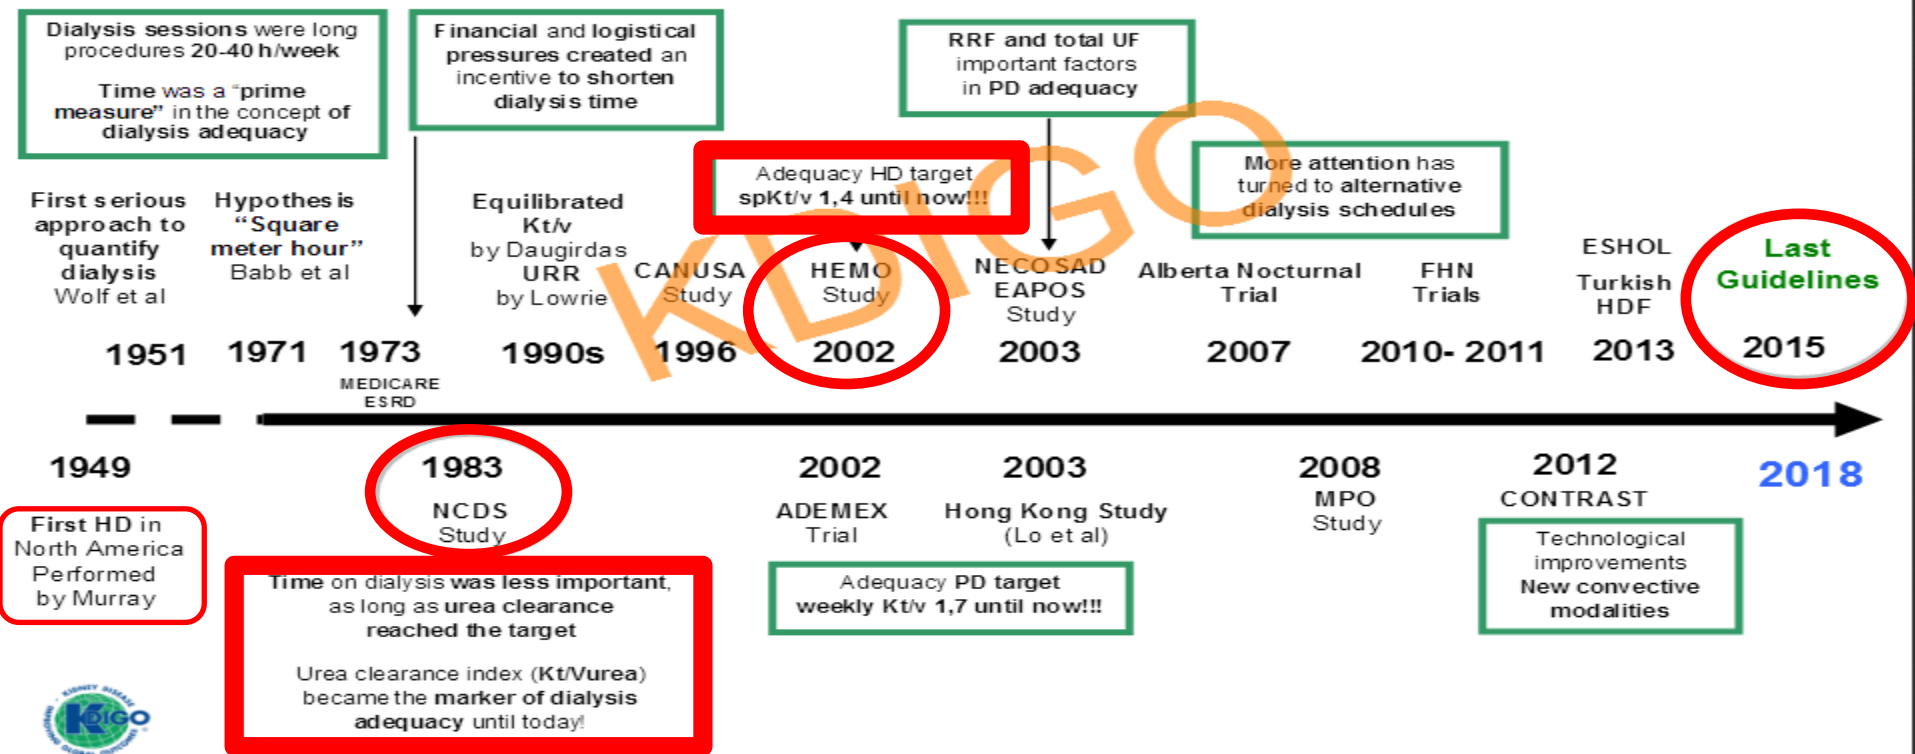 Dialysis sessions were long
procedures 20-40 h/week
Time was a "prime
measure" in the concept of
dialysis adequacy
Financial and logistical
pressures created an
incentive to shorten
dialysis time
RRF and total UF
important factors
in PD adequacy
Adequacy HD target
spKt/v 1,4 until now!!!
More attention has
turned to alternative
dialysis schedules
First serious
approach to
quantify
dialysis
Wolf et al
Hypothesis
"Square
meter hour"
Babb et al
Equilibrated
Kt/v
by Daugirdas
URR
by Lowrie
CANUSA
Study
HEMO
Study
NECOSAD
EAPOS
Study
Alberta Nocturnal
Trial
FHN
Trials
ESHOL
Turkish
HDF
Last
Guidelines
KDIGO
1951
1971
1973
1990s
1996
2002
2003
2007
2010- 2011
2013
2015
MEDICARE
ESRD
1949
1983
2002
2003
2008
2012
2018
First HD in
North America
Performed
by Murray
NCDS
Study
ADEMEX
Trial
Hong Kong Study
(Lo et al)
MPO
Study
CONTRAST
Time on dialysis was less important,
as long as urea clearance
reached the target
Urea clearance index (Kt/Vurea)
became the marker of dialysis
adequacy until today!
Adequacy PD target
weekly Kt/v 1,7 until now!!!
Technological
improvements
New convective
modalities
KIDNEY DISEASE
KDIGO
IMPROVING GLOBAL OUTCOMES